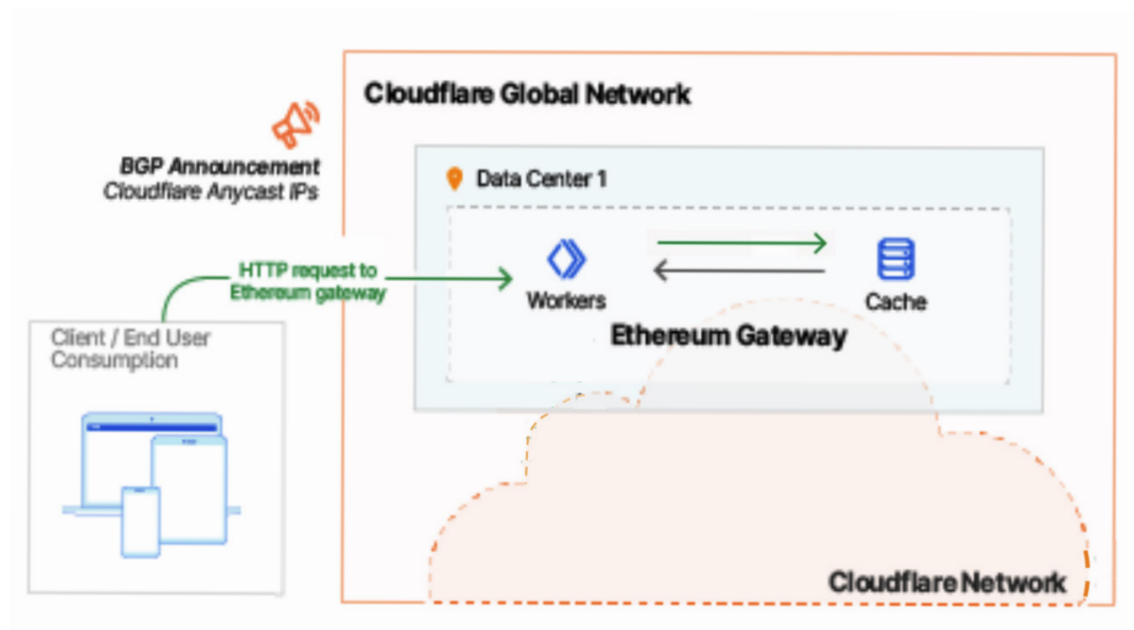 Cloudflare Global Network
BGP Announcement
Cloudflare Anycast IPs
Data Center 1
HTTP request to
Ethereum gateway
Workers
Cache
Ethereum Gateway
Client / End User
Consumption
Cloudflare Network